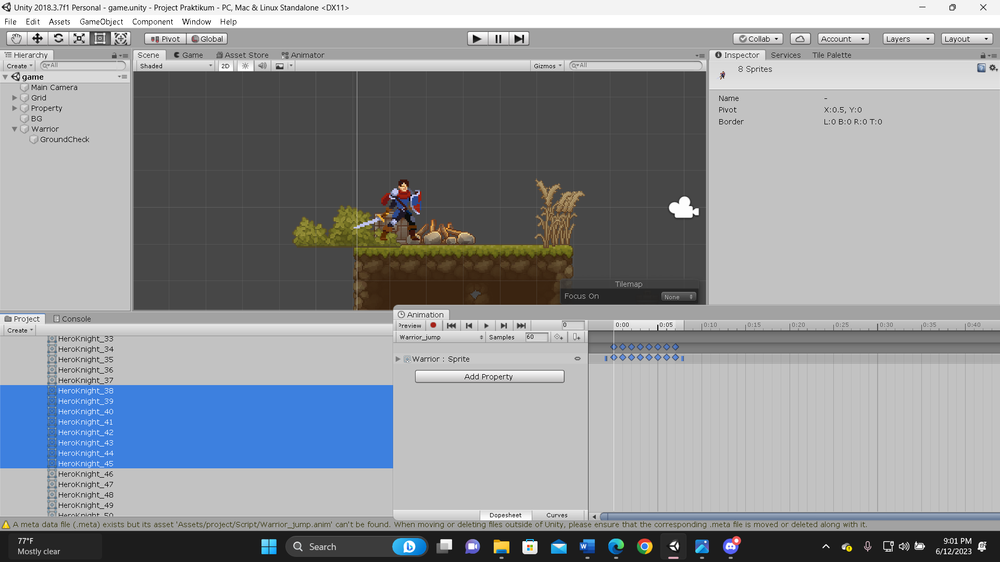 Unity 2018.3.7f1 Personal - game.unity - Project Praktikum - PC, Mac & Linux Standalone <DX11>
File Edit Assets GameObject Component Window Help
Pivot Global Collab Account Layers Layout
Hierarchy
Create All
game
Main Camera
Grid
Property
BG
Warrior
GroundCheck
Scene Game Asset Store Animator
Shaded 2D Gizmos All
Tilemap
Focus On None
Inspector Services Tile Palette
8 Sprites
Name -
Pivot X:0.5, Y:0
Border L:0 B:0 R:0 T:0
Project Console
Create
HeroKnight_33
HeroKnight_34
HeroKnight_35
HeroKnight_36
HeroKnight_37
HeroKnight_38
HeroKnight_39
HeroKnight_40
HeroKnight_41
HeroKnight_42
HeroKnight_43
HeroKnight_44
HeroKnight_45
HeroKnight_46
HeroKnight_47
HeroKnight_48
HeroKnight_49
HeroKnight_50
Animation
Preview 0 0:00 0:05 0:10 0:15 0:20 0:25 0:30 0:35 0:40
Warrior_jump Samples 60
Warrior : Sprite
Add Property
Dopesheet Curves
A meta data file (.meta) exists but its asset 'Assets/project/Script/Warrior_jump.anim' can't be found. When moving or deleting files outside of Unity, please ensure that the corresponding .meta file is moved or deleted along with it.
77°F
Mostly clear
Search
9:01 PM
6/12/2023